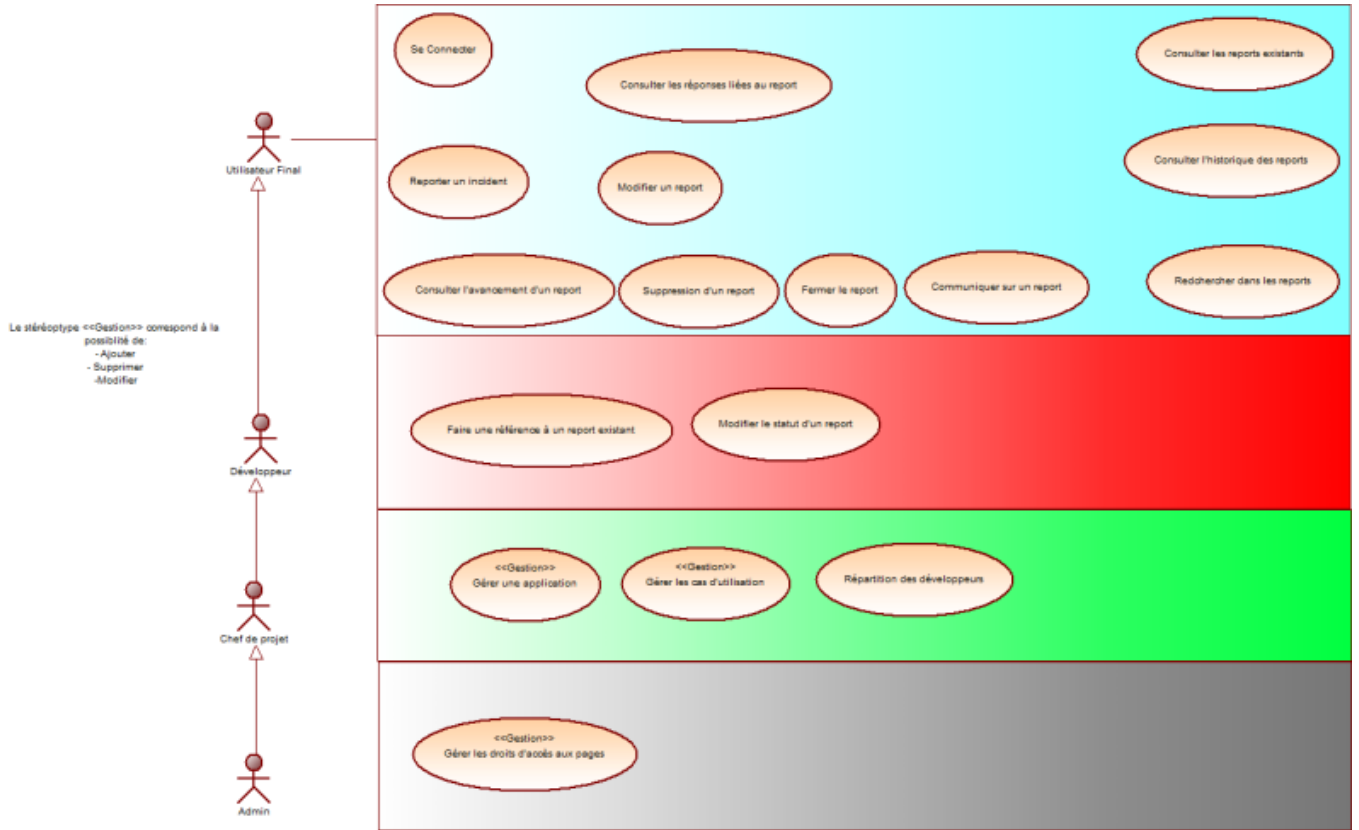 Se Connecter
Consulter les réponses liées au report
Consulter les reports existants
Utilisateur Final
Reporter un incident
Modifier un report
Consulter l'historique des reports
Consulter l'avancement d'un report
Suppression d'un report
Fermer le report
Communiquer sur un report
Redchercher dans les reports
Le stéréoptype <<Gestion>> correspond à la
possiblité de:
- Ajouter
- Supprimer
-Modifier
Développeur
Faire une référence à un report existant
Modifier le statut d'un report
Chef de projet
<<Gestion>>
Gérer une application
<<Gestion>>
Gérer les cas d'utilisation
Répartition des développeurs
Admin
<<Gestion>>
Gérer les droits d'accès aux pages